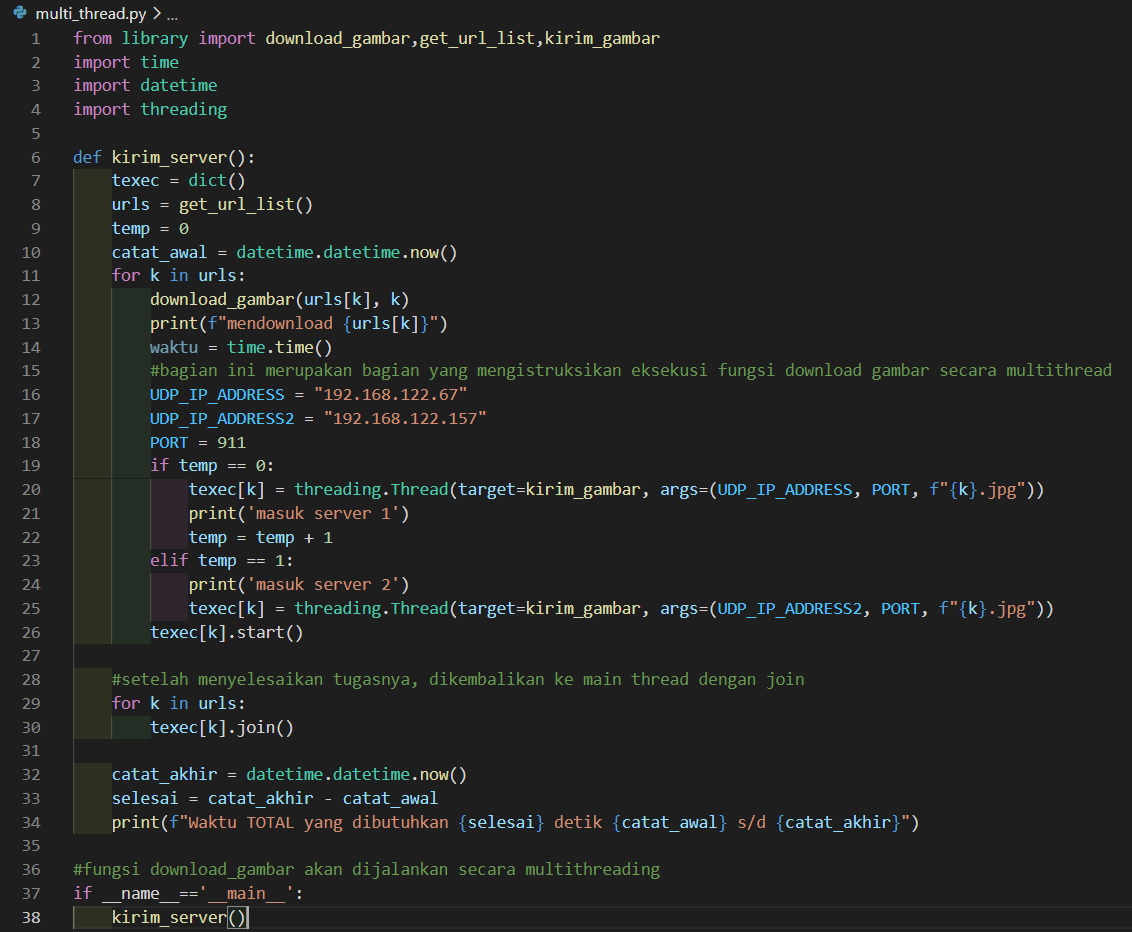 multi_thread.py > ...
1 from library import download_gambar,get_url_list,kirim_gambar
2 import time
3 import datetime
4 import threading
5
6 def kirim_server():
7     texec = dict()
8     urls = get_url_list()
9     temp = 0
10     catat_awal = datetime.datetime.now()
11     for k in urls:
12         download_gambar(urls[k], k)
13         print(f"mendownload {urls[k]}")
14         waktu = time.time()
15         #bagian ini merupakan bagian yang mengistruksikan eksekusi fungsi download gambar secara multithread
16         UDP_IP_ADDRESS = "192.168.122.67"
17         UDP_IP_ADDRESS2 = "192.168.122.157"
18         PORT = 911
19         if temp == 0:
20             texec[k] = threading.Thread(target=kirim_gambar, args=(UDP_IP_ADDRESS, PORT, f"{k}.jpg"))
21             print('masuk server 1')
22             temp = temp + 1
23         elif temp == 1:
24             print('masuk server 2')
25             texec[k] = threading.Thread(target=kirim_gambar, args=(UDP_IP_ADDRESS2, PORT, f"{k}.jpg"))
26         texec[k].start()
27
28     #setelah menyelesaikan tugasnya, dikembalikan ke main thread dengan join
29     for k in urls:
30         texec[k].join()
31
32     catat_akhir = datetime.datetime.now()
33     selesai = catat_akhir - catat_awal
34     print(f"Waktu TOTAL yang dibutuhkan {selesai} detik {catat_awal} s/d {catat_akhir}")
35
36 #fungsi download_gambar akan dijalankan secara multithreading
37 if __name__=='__main__':
38     kirim_server()